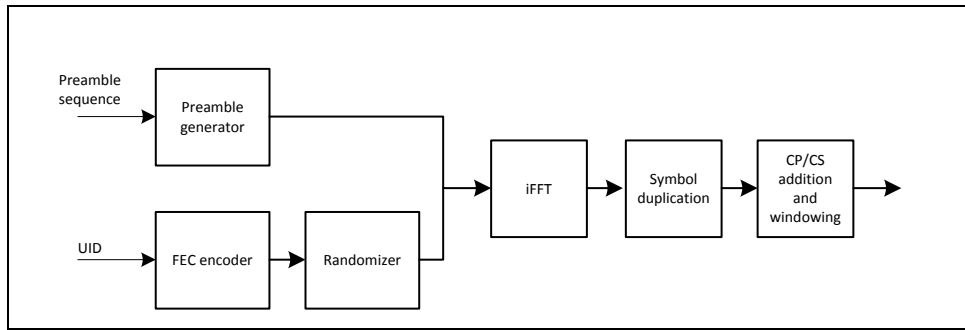 Preamble
sequence
Preamble
generator
UID
FEC encoder
Randomizer
iFFT
Symbol
duplication
CP/CS
addition
and
windowing